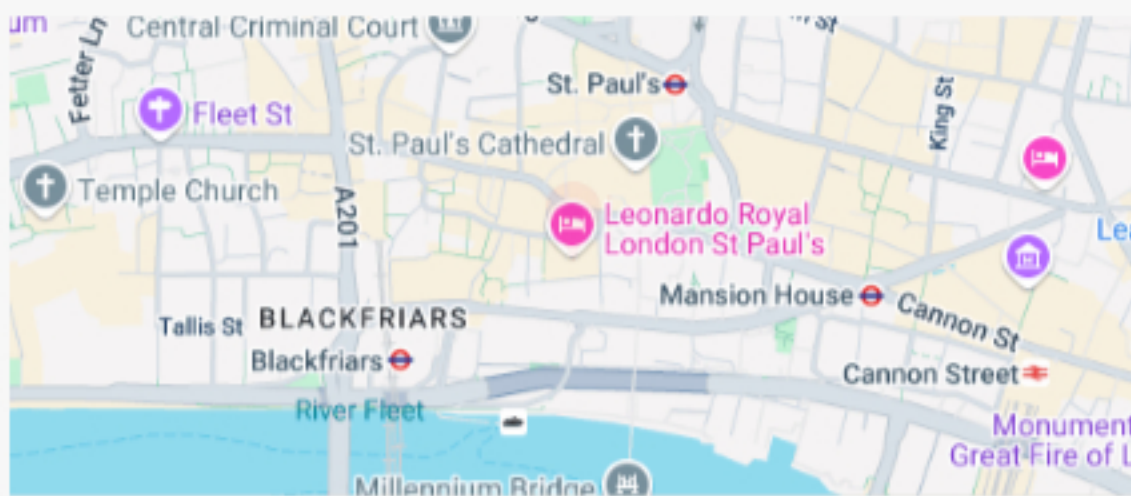 um
Fetter Ln
Central Criminal Court
St. Paul's
King St
Fleet St
St. Paul's Cathedral
Temple Church
A201
Leonardo Royal
London St Paul's
Mansion House
Cannon St
Tallis St
BLACKFRIARS
Blackfriars
Cannon Street
River Fleet
Monument
Great Fire of L
Millennium Bridge